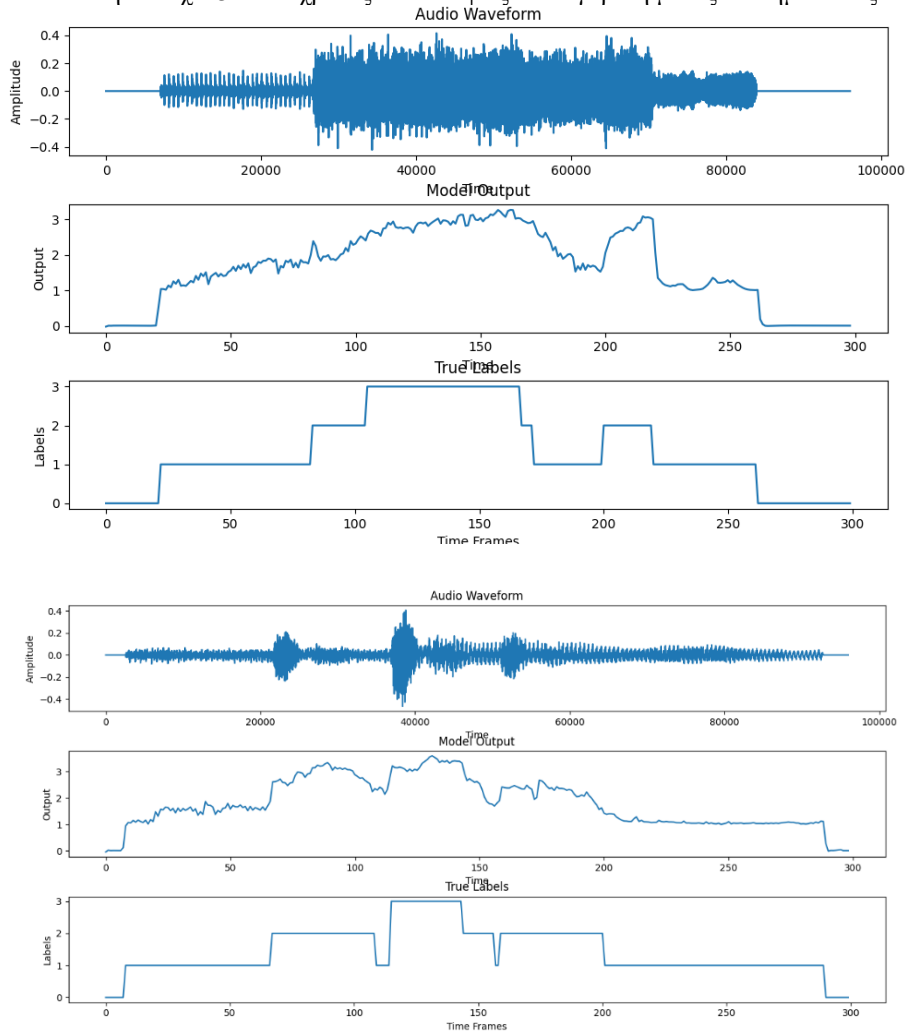 Audio Waveform
Amplitude
0.4
0.2
0.0
−0.2
−0.4
0 20000 40000 60000 80000 100000
Time
Model Output
Output
3
2
1
0
0 50 100 150 200 250 300
Time
True Labels
Labels
3
2
1
0
0 50 100 150 200 250 300
Time Frames
Audio Waveform
Amplitude
0.4
0.2
0.0
−0.2
−0.4
0 20000 40000 60000 80000 100000
Time
Model Output
Output
3
2
1
0
0 50 100 150 200 250 300
Time
True Labels
Labels
3
2
1
0
0 50 100 150 200 250 300
Time Frames